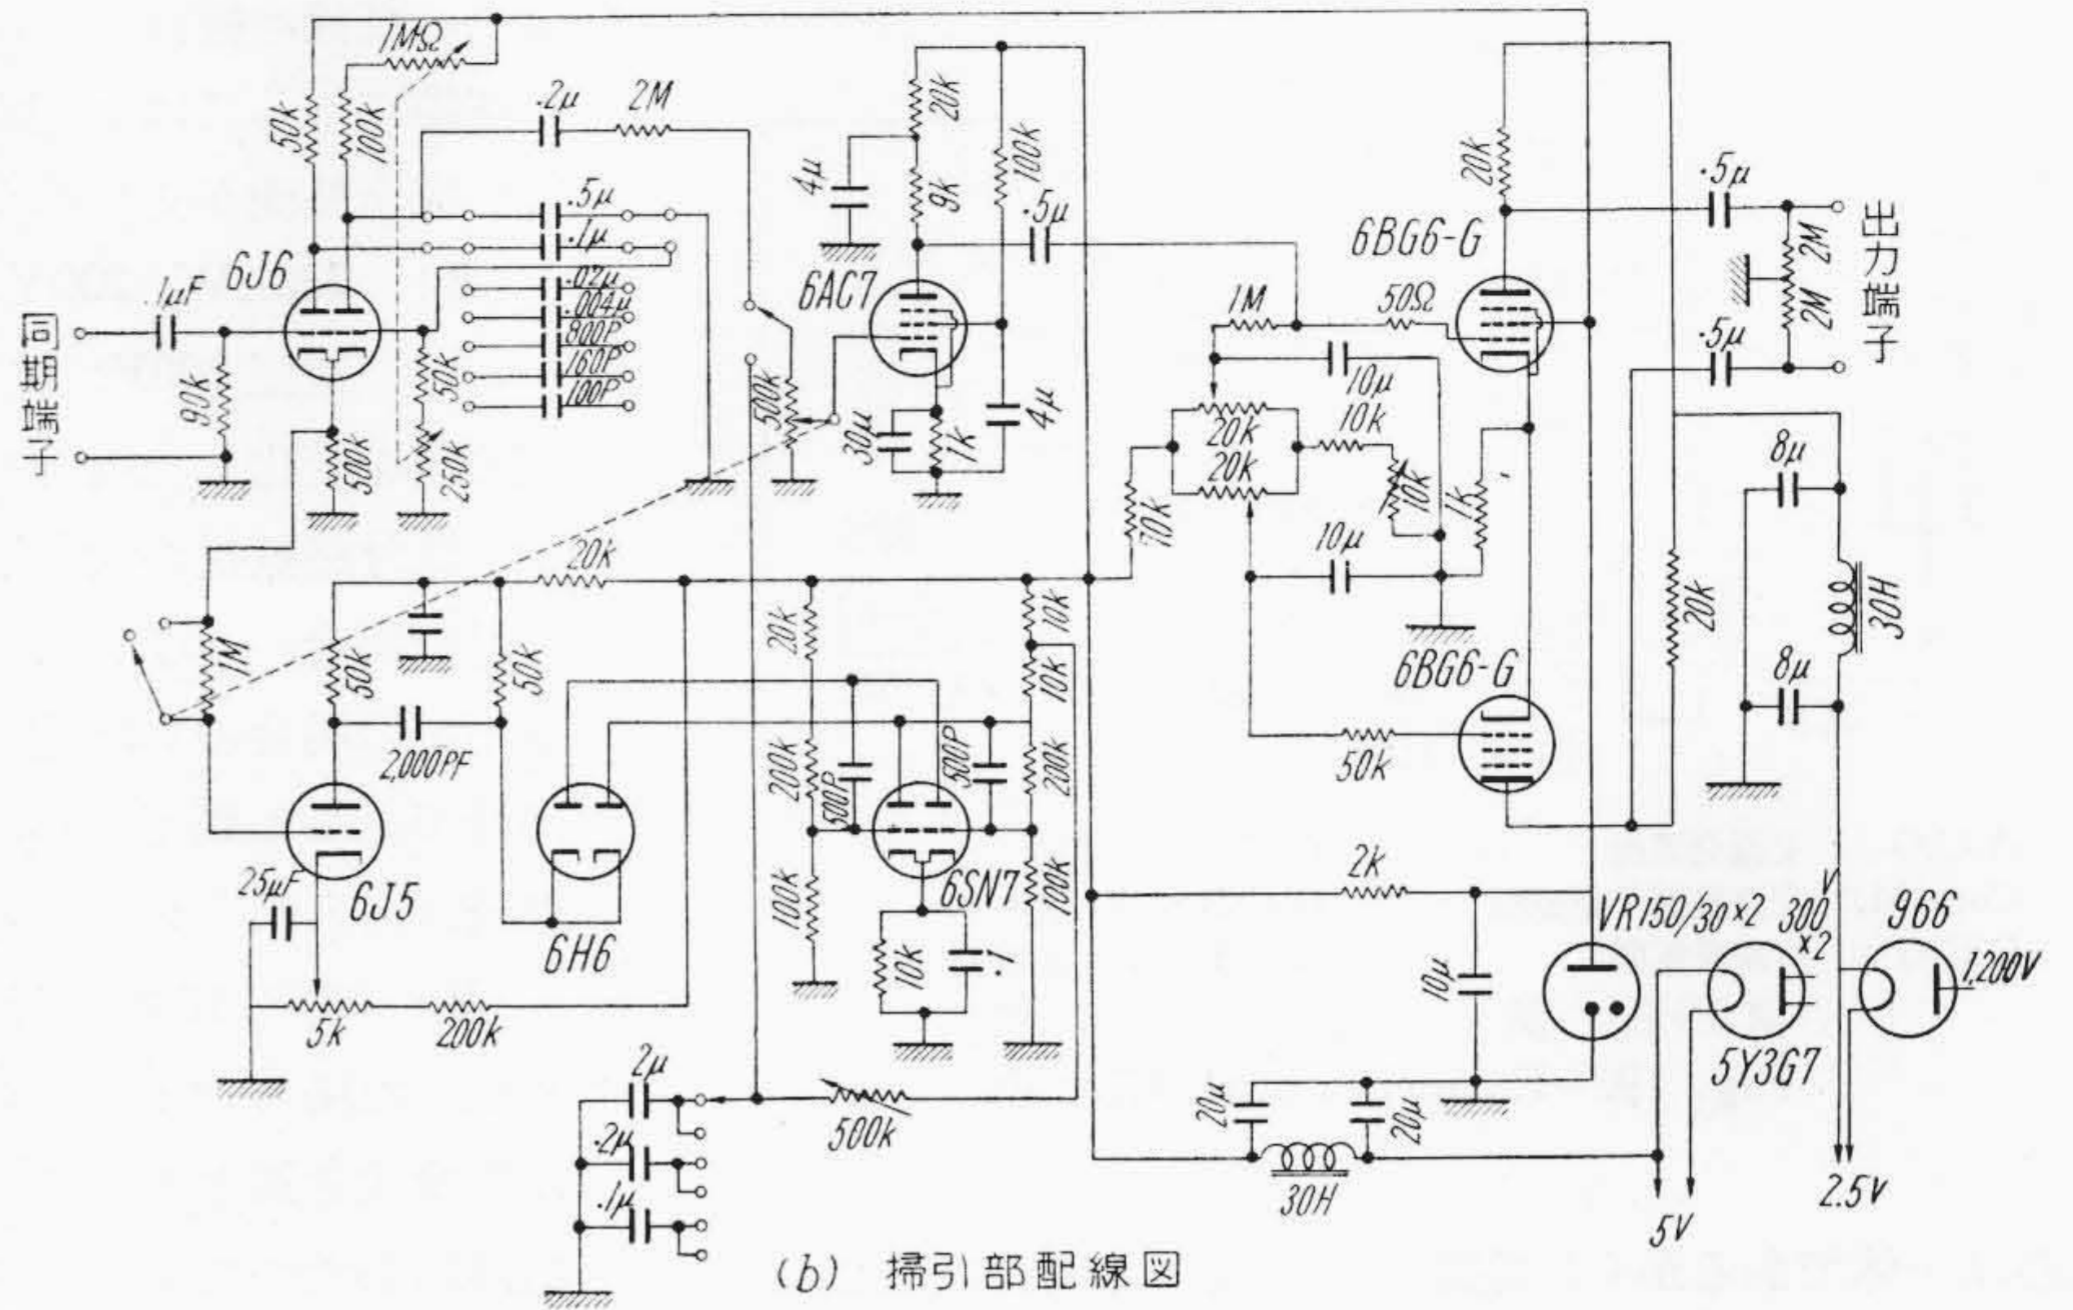 1MΩ
.2μ
2M
50k
100k
20k
4μ
9k
100k
.5μ
.5μ
.1μ
.02μ
.004μ
800P
160P
100P
6J6
.1μF
同期端子
90k
500k
50k
250k
500k
6AC7
30μ
1k
4μ
6BG6-G
20k
.5μ
2M
2M
.5μ
出力端子
1M
50Ω
10μ
20k
20k
10k
10k
1k
10μ
70k
8μ
8μ
30H
20k
1M
50k
20k
50k
2,000PF
6J5
25μF
5k
200k
6H6
20k
200k
100k
500P
500P
10k
10k
200k
100k
6SN7
10k
.1
6BG6-G
50k
2k
10μ
VR150/30×2
300V
×2
966
1,200V
5Y3G7
2μ
.2μ
.1μ
500k
20μ
20μ
30H
5V
2.5V
(b) 掃引部配線図